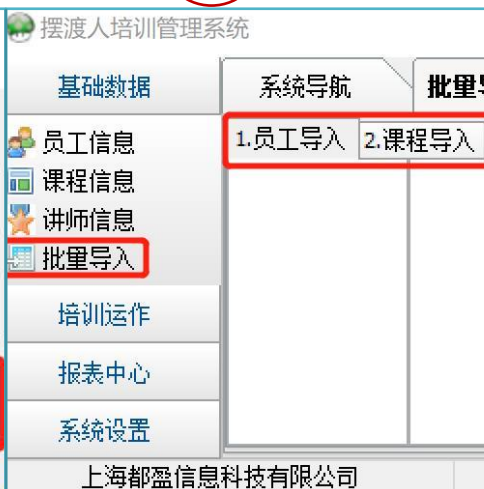 摆渡人培训管理系统
基础数据
系统导航
批量
员工信息
1.员工导入 2.课程导入
课程信息
讲师信息
批里导入
培训运作
报表中心
系统设置
上海都盈信息科技有限公司